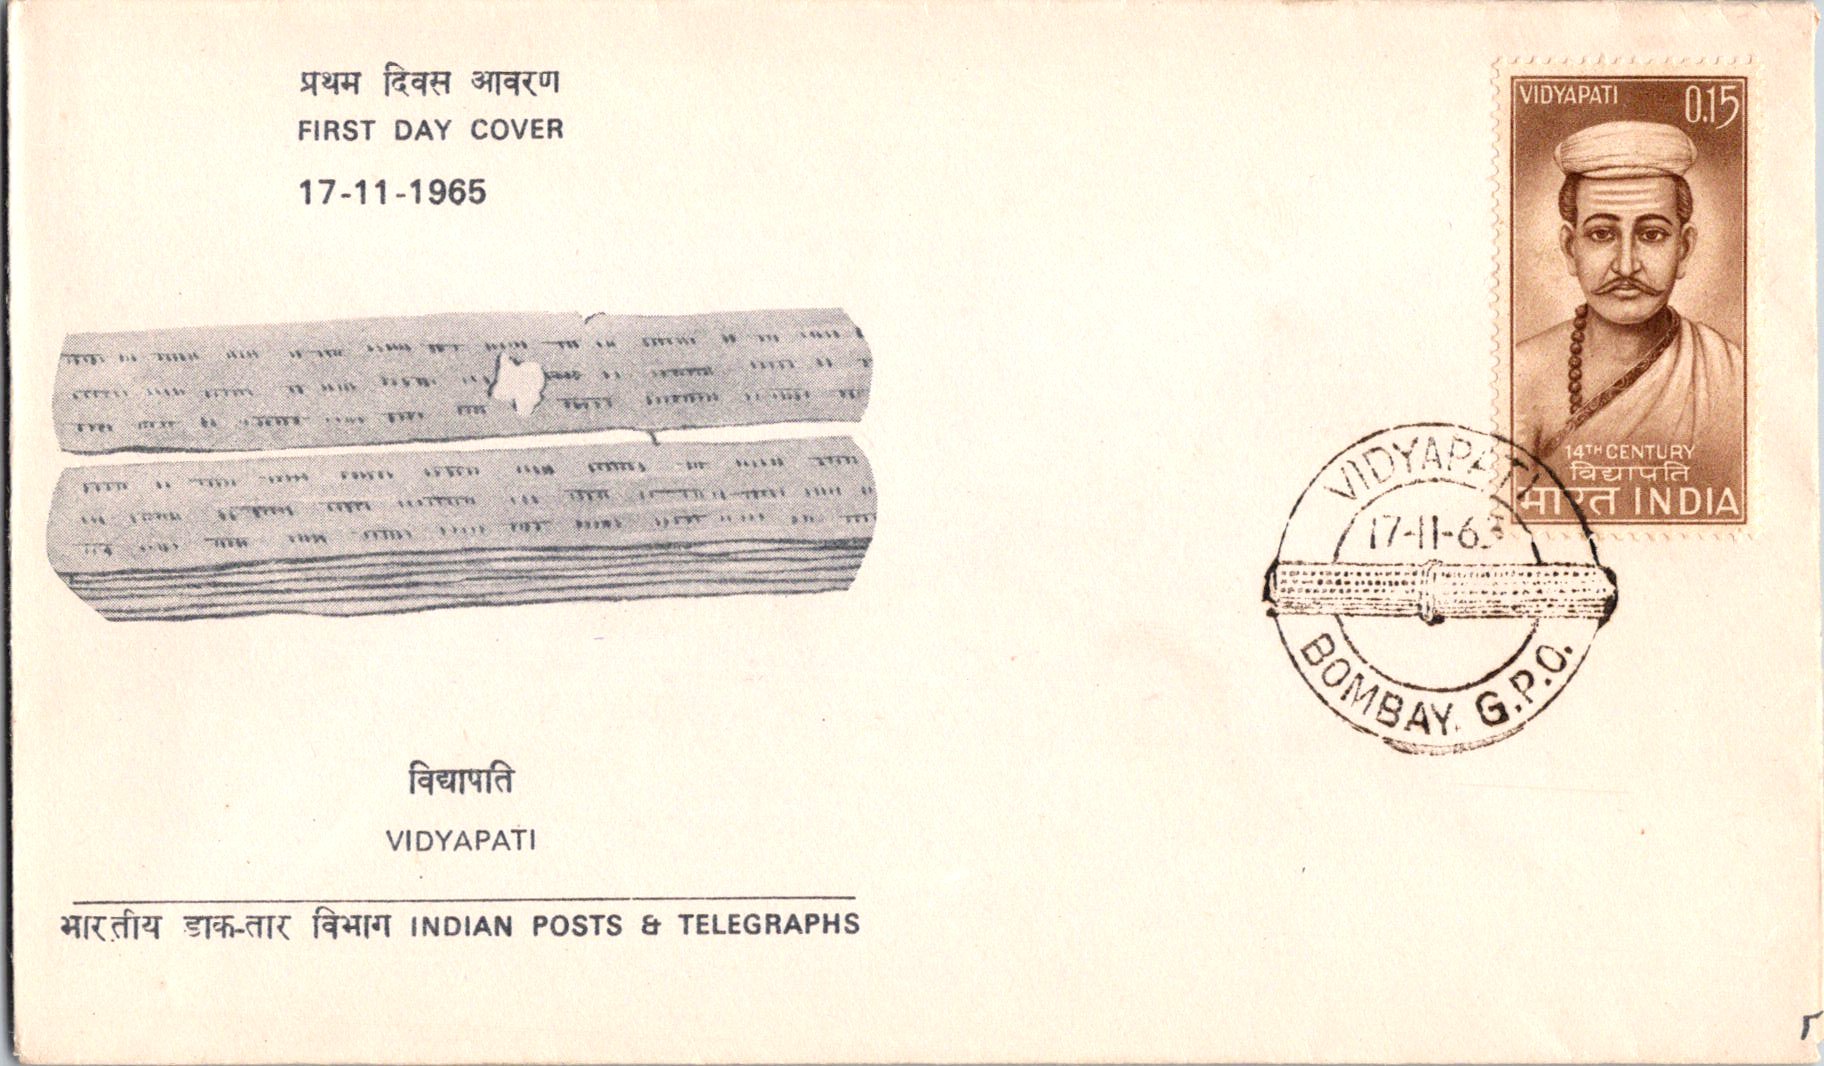 प्रथम दिवस आवरण
FIRST DAY COVER
17-11-1965
VIDYAPATI 0.15
14TH CENTURY
विद्यापति
भारत INDIA
VIDYAPATI
17-11-65
BOMBAY. G.P.O.
विद्यापति
VIDYAPATI
भारतीय डाक-तार विभाग INDIAN POSTS & TELEGRAPHS